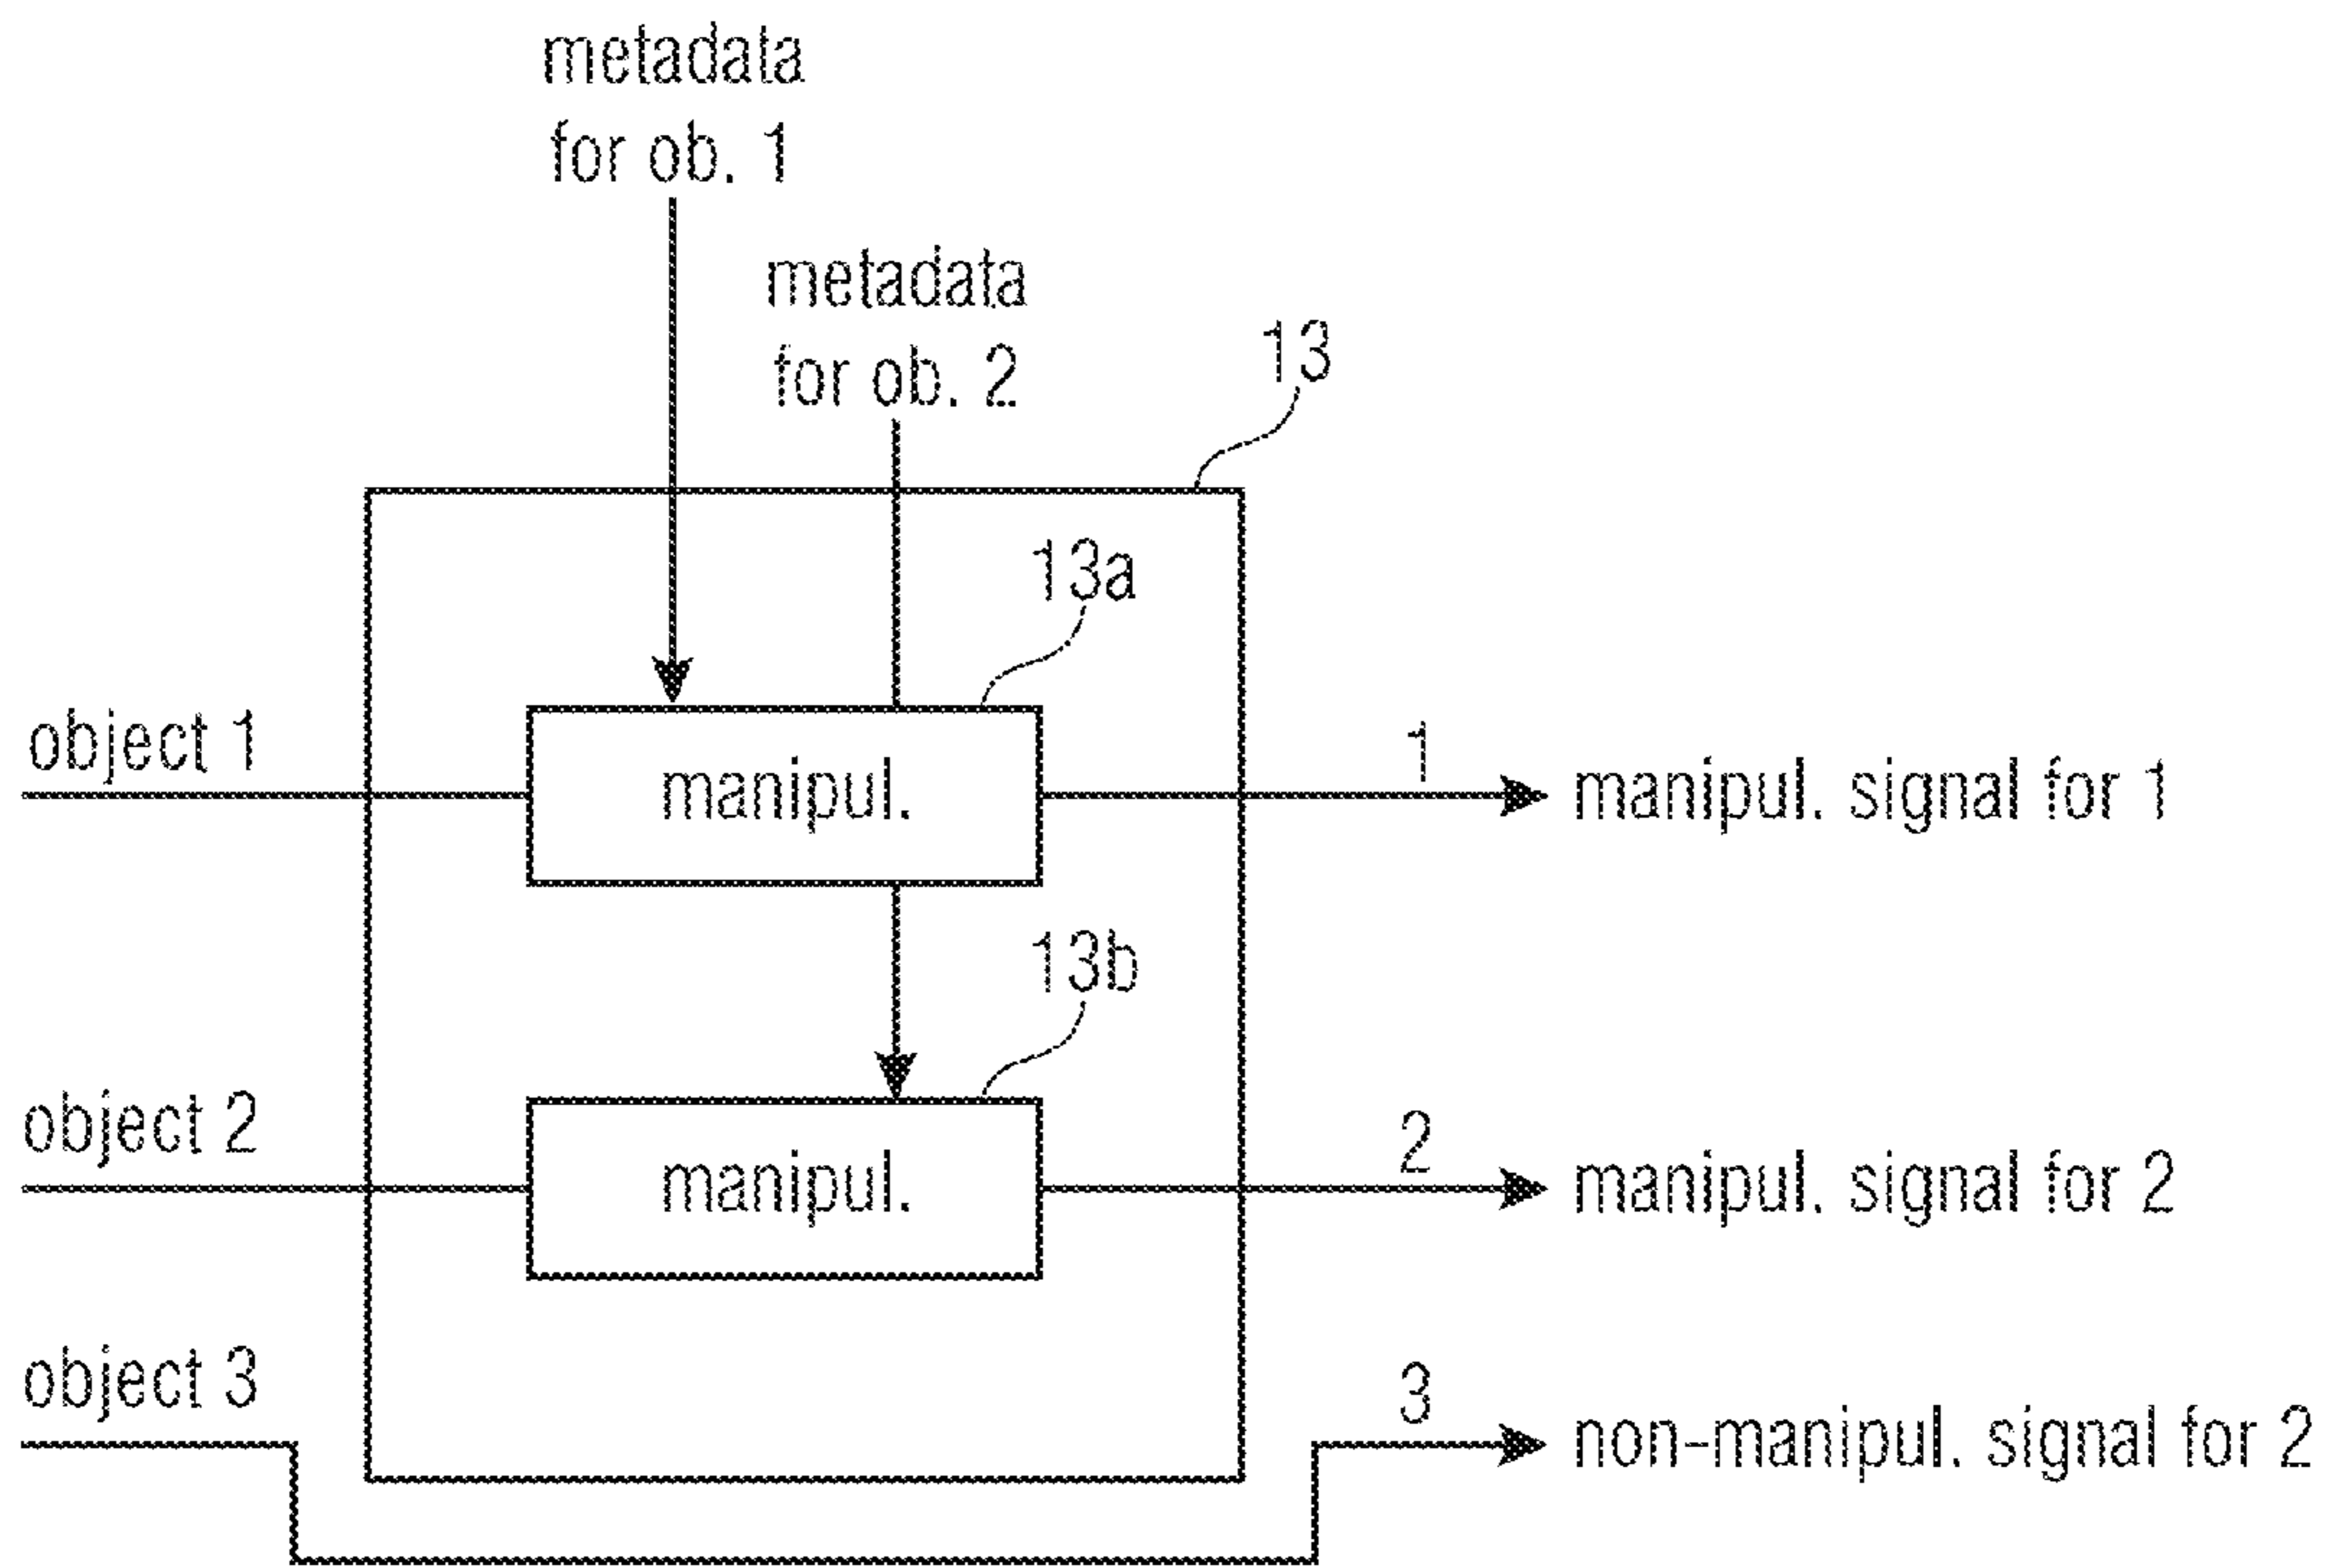 metadata
for ob. 1
metadata
for ob. 2
13
13a
object 1
manipul.
1
manipul. signal for 1
13b
object 2
manipul.
2
manipul. signal for 2
object 3
3
non-manipul. signal for 2